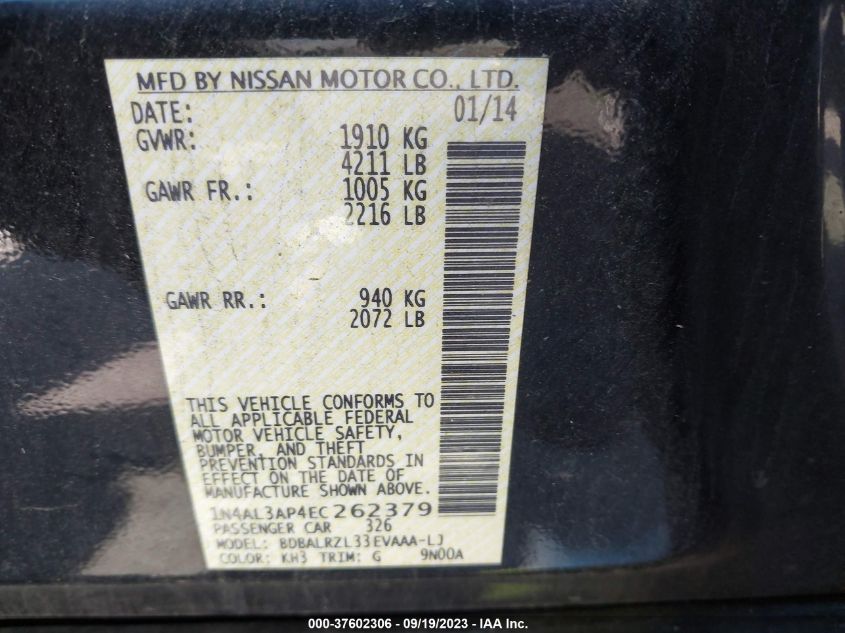 MFD BY NISSAN MOTOR CO., LTD.
DATE: 01/14
GVWR: 1910 KG
4211 LB
GAWR FR.: 1005 KG
2216 LB
GAWR RR.: 940 KG
2072 LB
THIS VEHICLE CONFORMS TO
ALL APPLICABLE FEDERAL
MOTOR VEHICLE SAFETY,
BUMPER, AND THEFT
PREVENTION STANDARDS IN
EFFECT ON THE DATE OF
MANUFACTURE SHOWN ABOVE.
1N4AL3AP4EC262379
PASSENGER CAR 326
MODEL: BDBALRZL33EVAAA-LJ
COLOR: KH3 TRIM: G 9N00A
000-37602306 - 09/19/2023 - IAA Inc.